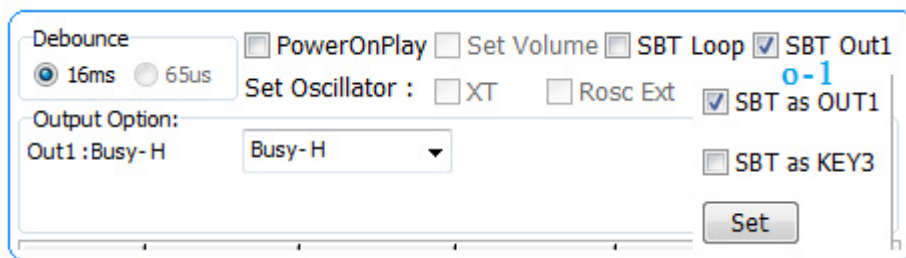 Debounce
PowerOnPlay Set Volume SBT Loop SBT Out1
16ms 65us
o-1
Set Oscillator : XT Rosc Ext
SBT as OUT1
Output Option:
Out1 :Busy- H Busy- H
SBT as KEY3
Set